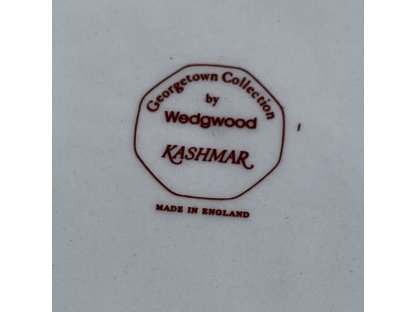 Georgetown Collection
by
Wedgwood
KASHMAR
MADE IN ENGLAND